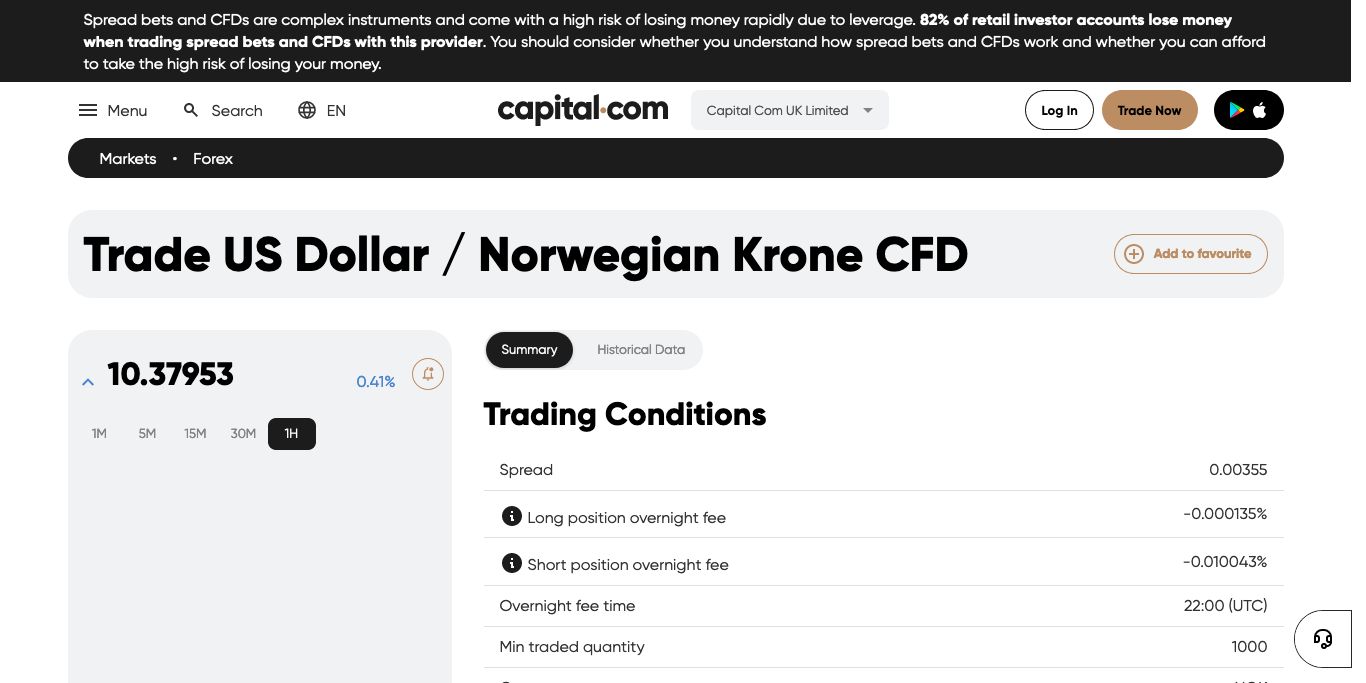 Spread bets and CFDs are complex instruments and come with a high risk of losing money rapidly due to leverage. 82% of retail investor accounts lose money
when trading spread bets and CFDs with this provider. You should consider whether you understand how spread bets and CFDs work and whether you can afford
to take the high risk of losing your money.
Menu
Search
EN
capital.com
Capital Com UK Limited
Log In
Trade Now
Markets • Forex
Trade US Dollar / Norwegian Krone CFD
Add to favourite
10.37953
0.41%
1M 5M 15M 30M 1H
Summary
Historical Data
Trading Conditions
Spread 0.00355
Long position overnight fee -0.000135%
Short position overnight fee -0.010043%
Overnight fee time 22:00 (UTC)
Min traded quantity 1000